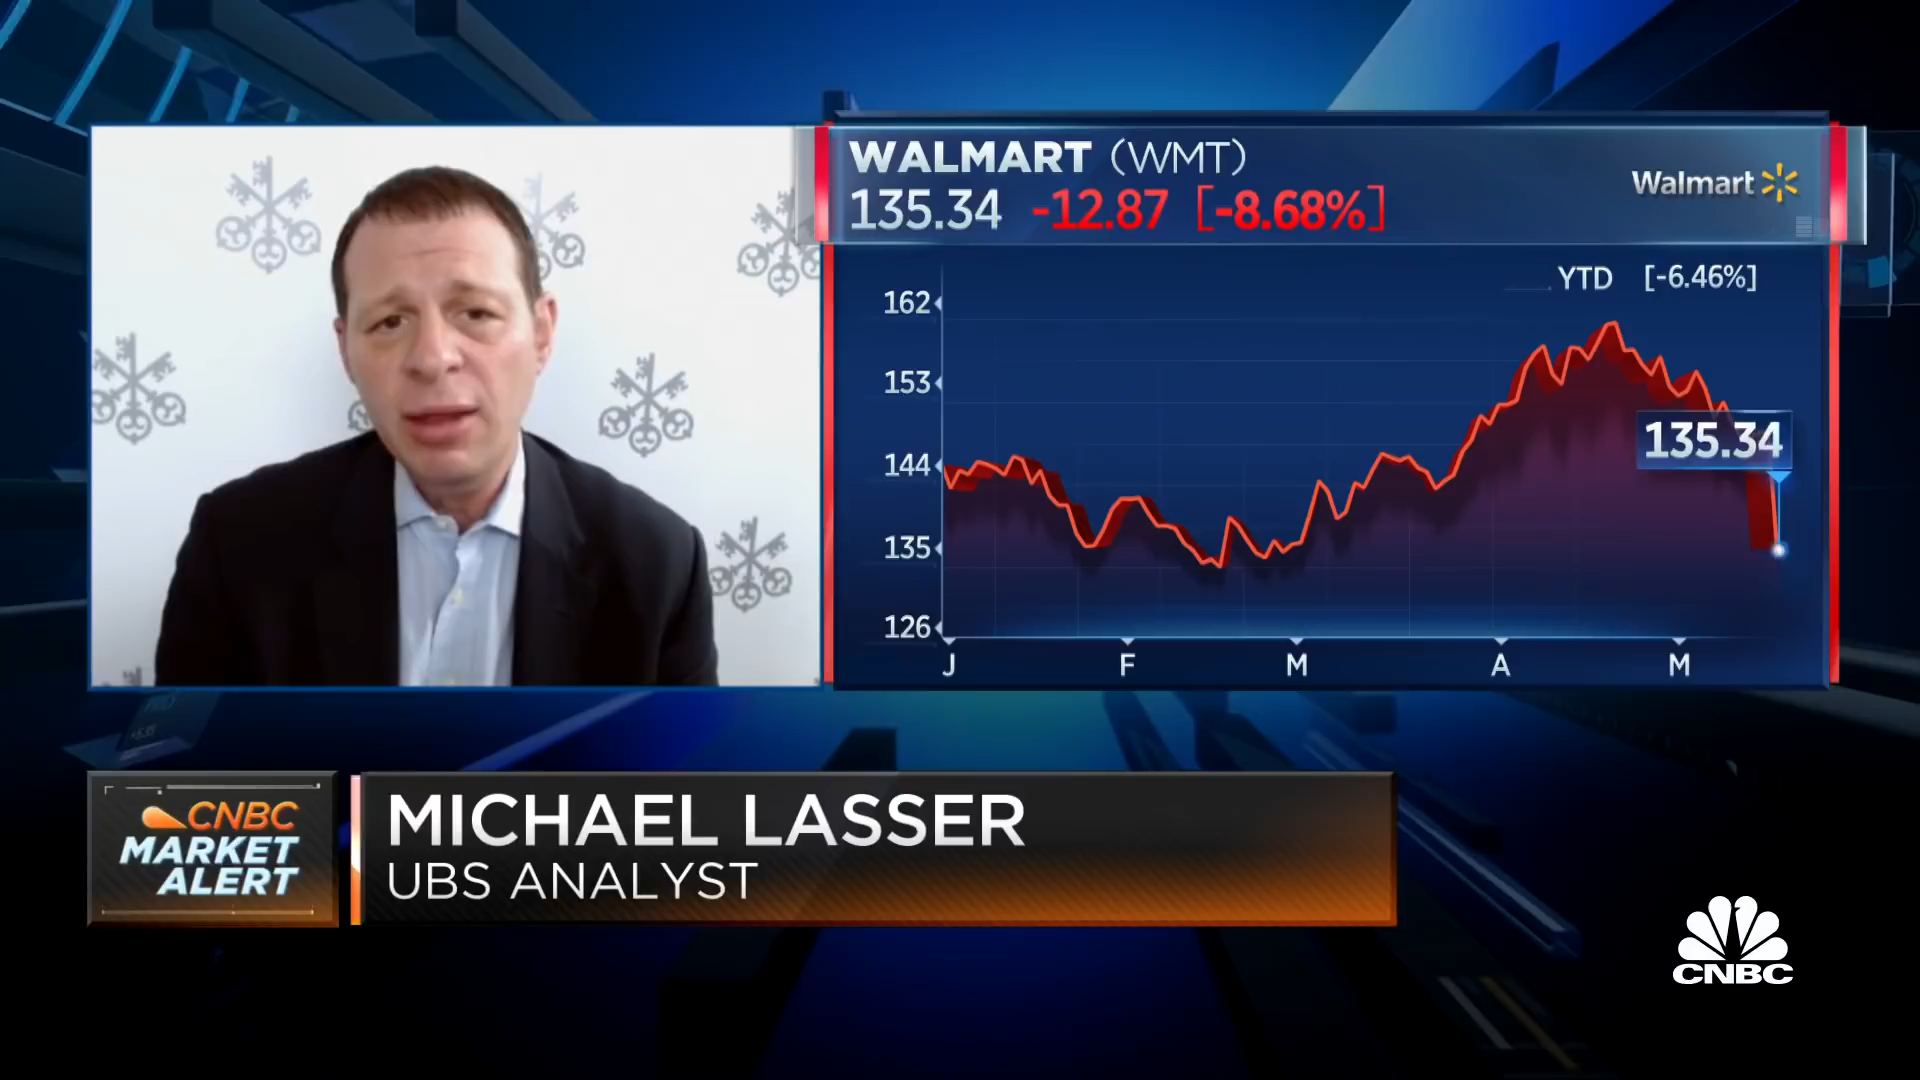 WALMART (WMT)
135.34 -12.87 [-8.68%]
Walmart
YTD [-6.46%]
162
153
144
135
126
135.34
J F M A M
CNBC
MARKET
ALERT
MICHAEL LASSER
UBS ANALYST
CNBC